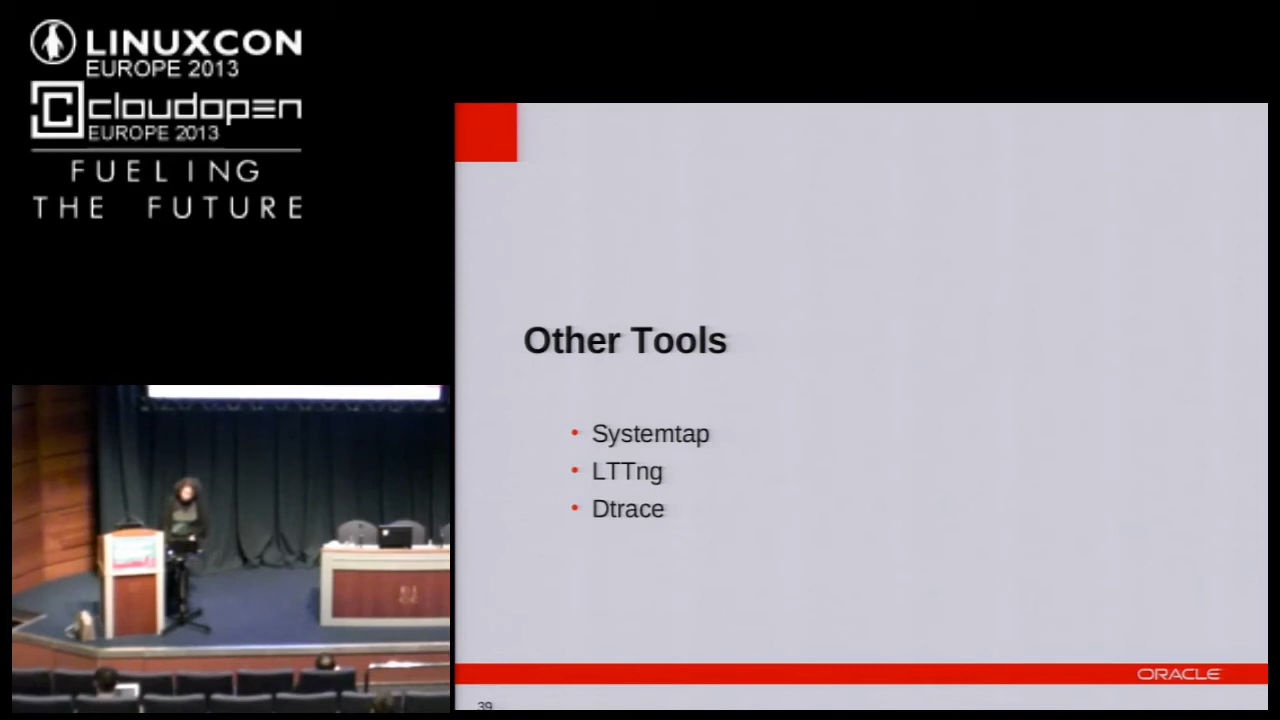 LINUXCON
EUROPE 2013
cloudopen
EUROPE 2013
FUELING
THE FUTURE
Other Tools
• Systemtap
• LTTng
• Dtrace
ORACLE
39